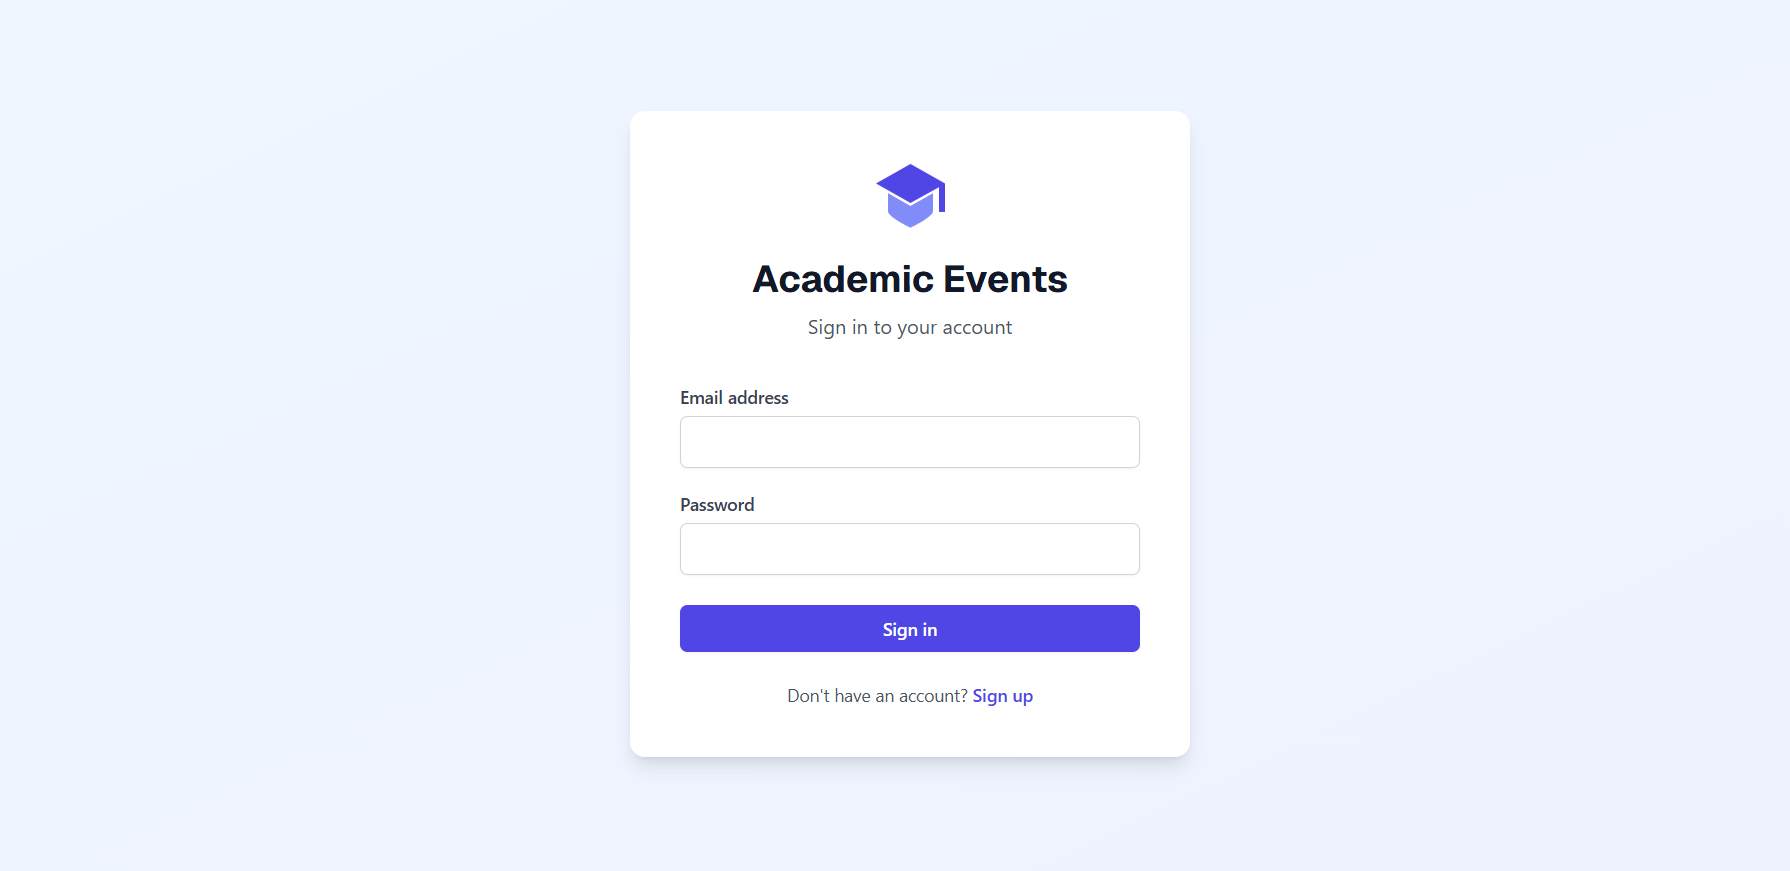 Academic Events
Sign in to your account
Email address
Password
Sign in
Don't have an account? Sign up